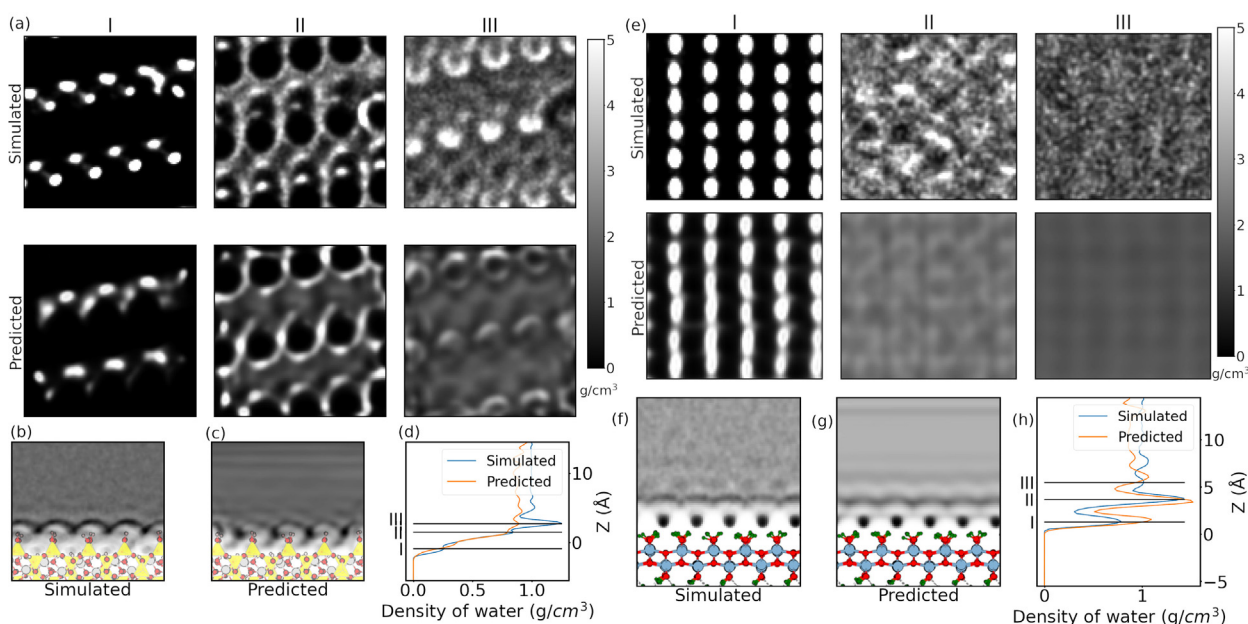 (a)
I
II
III
Simulated
Predicted
5
4
3
2
1
0
g/cm³
(b)
Simulated
(c)
Predicted
(d)
Simulated
Predicted
III
II
I
10
0
Z (Å)
0.0
0.5
1.0
Density of water (g/cm³)
(e)
I
II
III
Simulated
Predicted
5
4
3
2
1
0
g/cm³
(f)
Simulated
(g)
Predicted
(h)
Simulated
Predicted
III
II
I
10
5
0
−5
Z (Å)
0
1
Density of water (g/cm³)